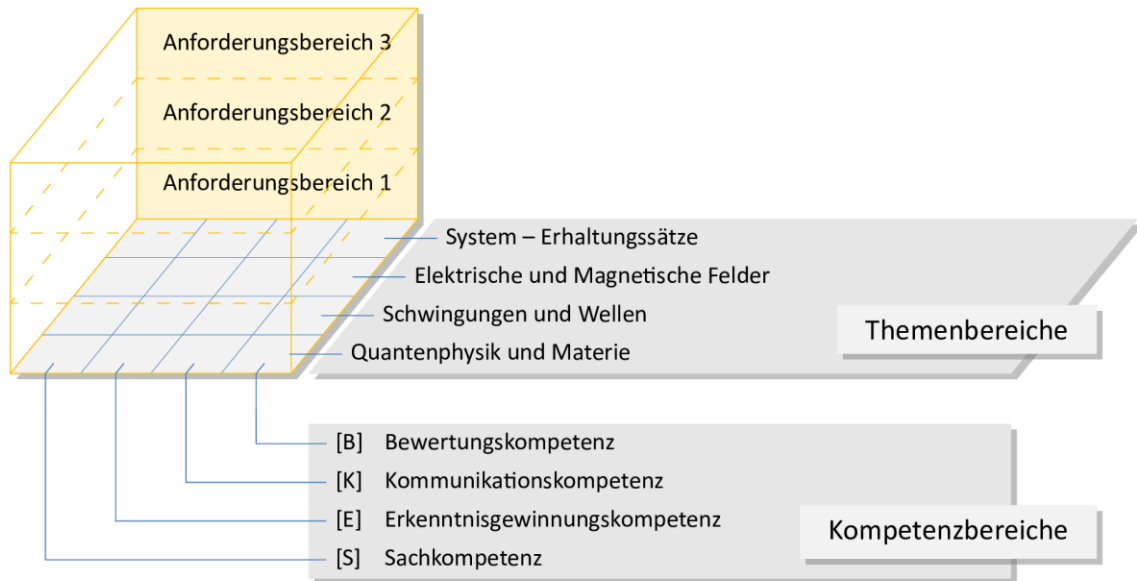 Anforderungsbereich 3
Anforderungsbereich 2
Anforderungsbereich 1
System – Erhaltungssätze
Elektrische und Magnetische Felder
Schwingungen und Wellen
Quantenphysik und Materie
Themenbereiche
[B] Bewertungskompetenz
[K] Kommunikationskompetenz
[E] Erkenntnisgewinnungskompetenz
[S] Sachkompetenz
Kompetenzbereiche